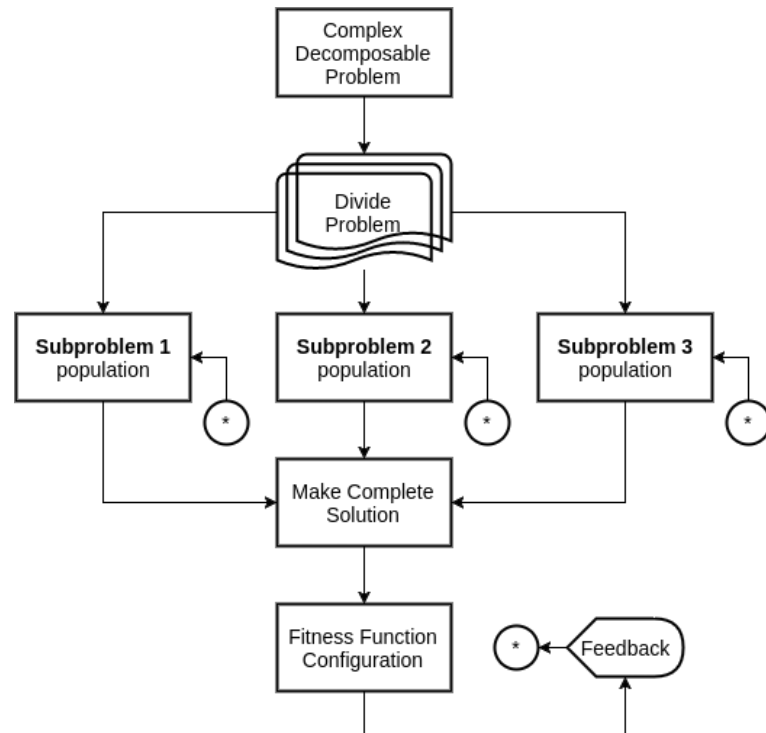 Complex
Decomposable
Problem
Divide
Problem
Subproblem 1
population
Subproblem 2
population
Subproblem 3
population
*
*
*
Make Complete
Solution
Fitness Function
Configuration
*
Feedback